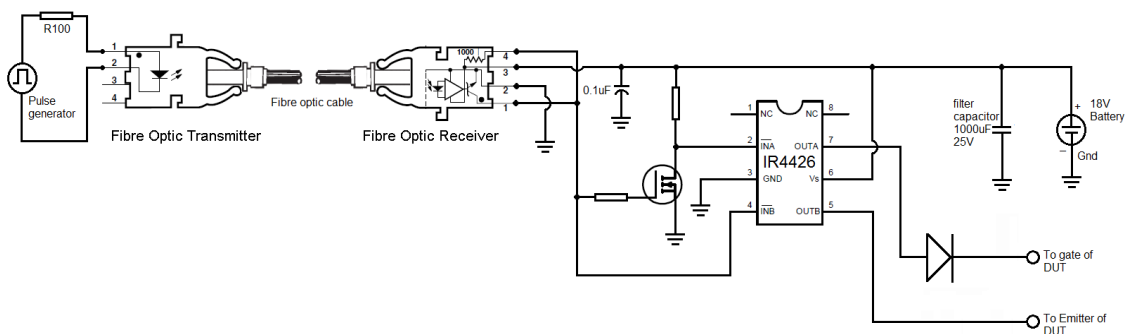 R100
1
2
3
4
Pulse
generator
Fibre Optic Transmitter
Fibre optic cable
1000
4
3
2
1
Fibre Optic Receiver
0.1uF
1
NC
NC
8
2
INA
OUTA
7
IR4426
3
GND
Vs
6
4
INB
OUTB
5
filter
capacitor
1000uF
25V
+
18V
Battery
–
Gnd
To gate of
DUT
To Emitter of
DUT